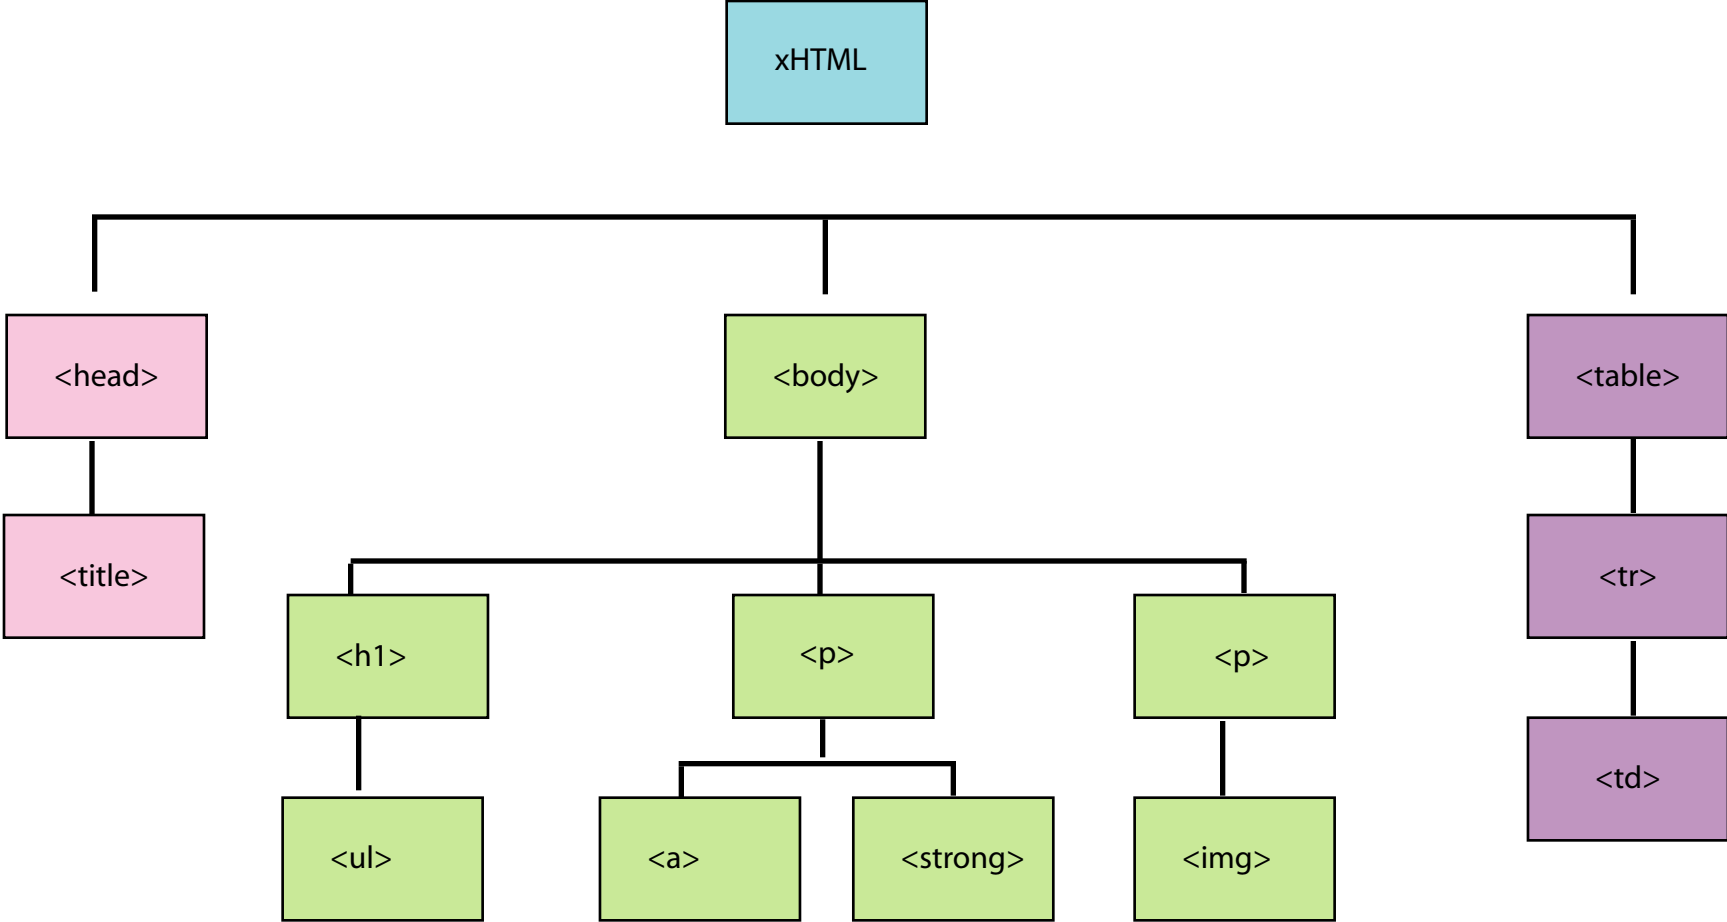 xHTML
<head>
<body>
<table>
<title>
<tr>
<h1>
<p>
<p>
<td>
<ul>
<a>
<strong>
<img>